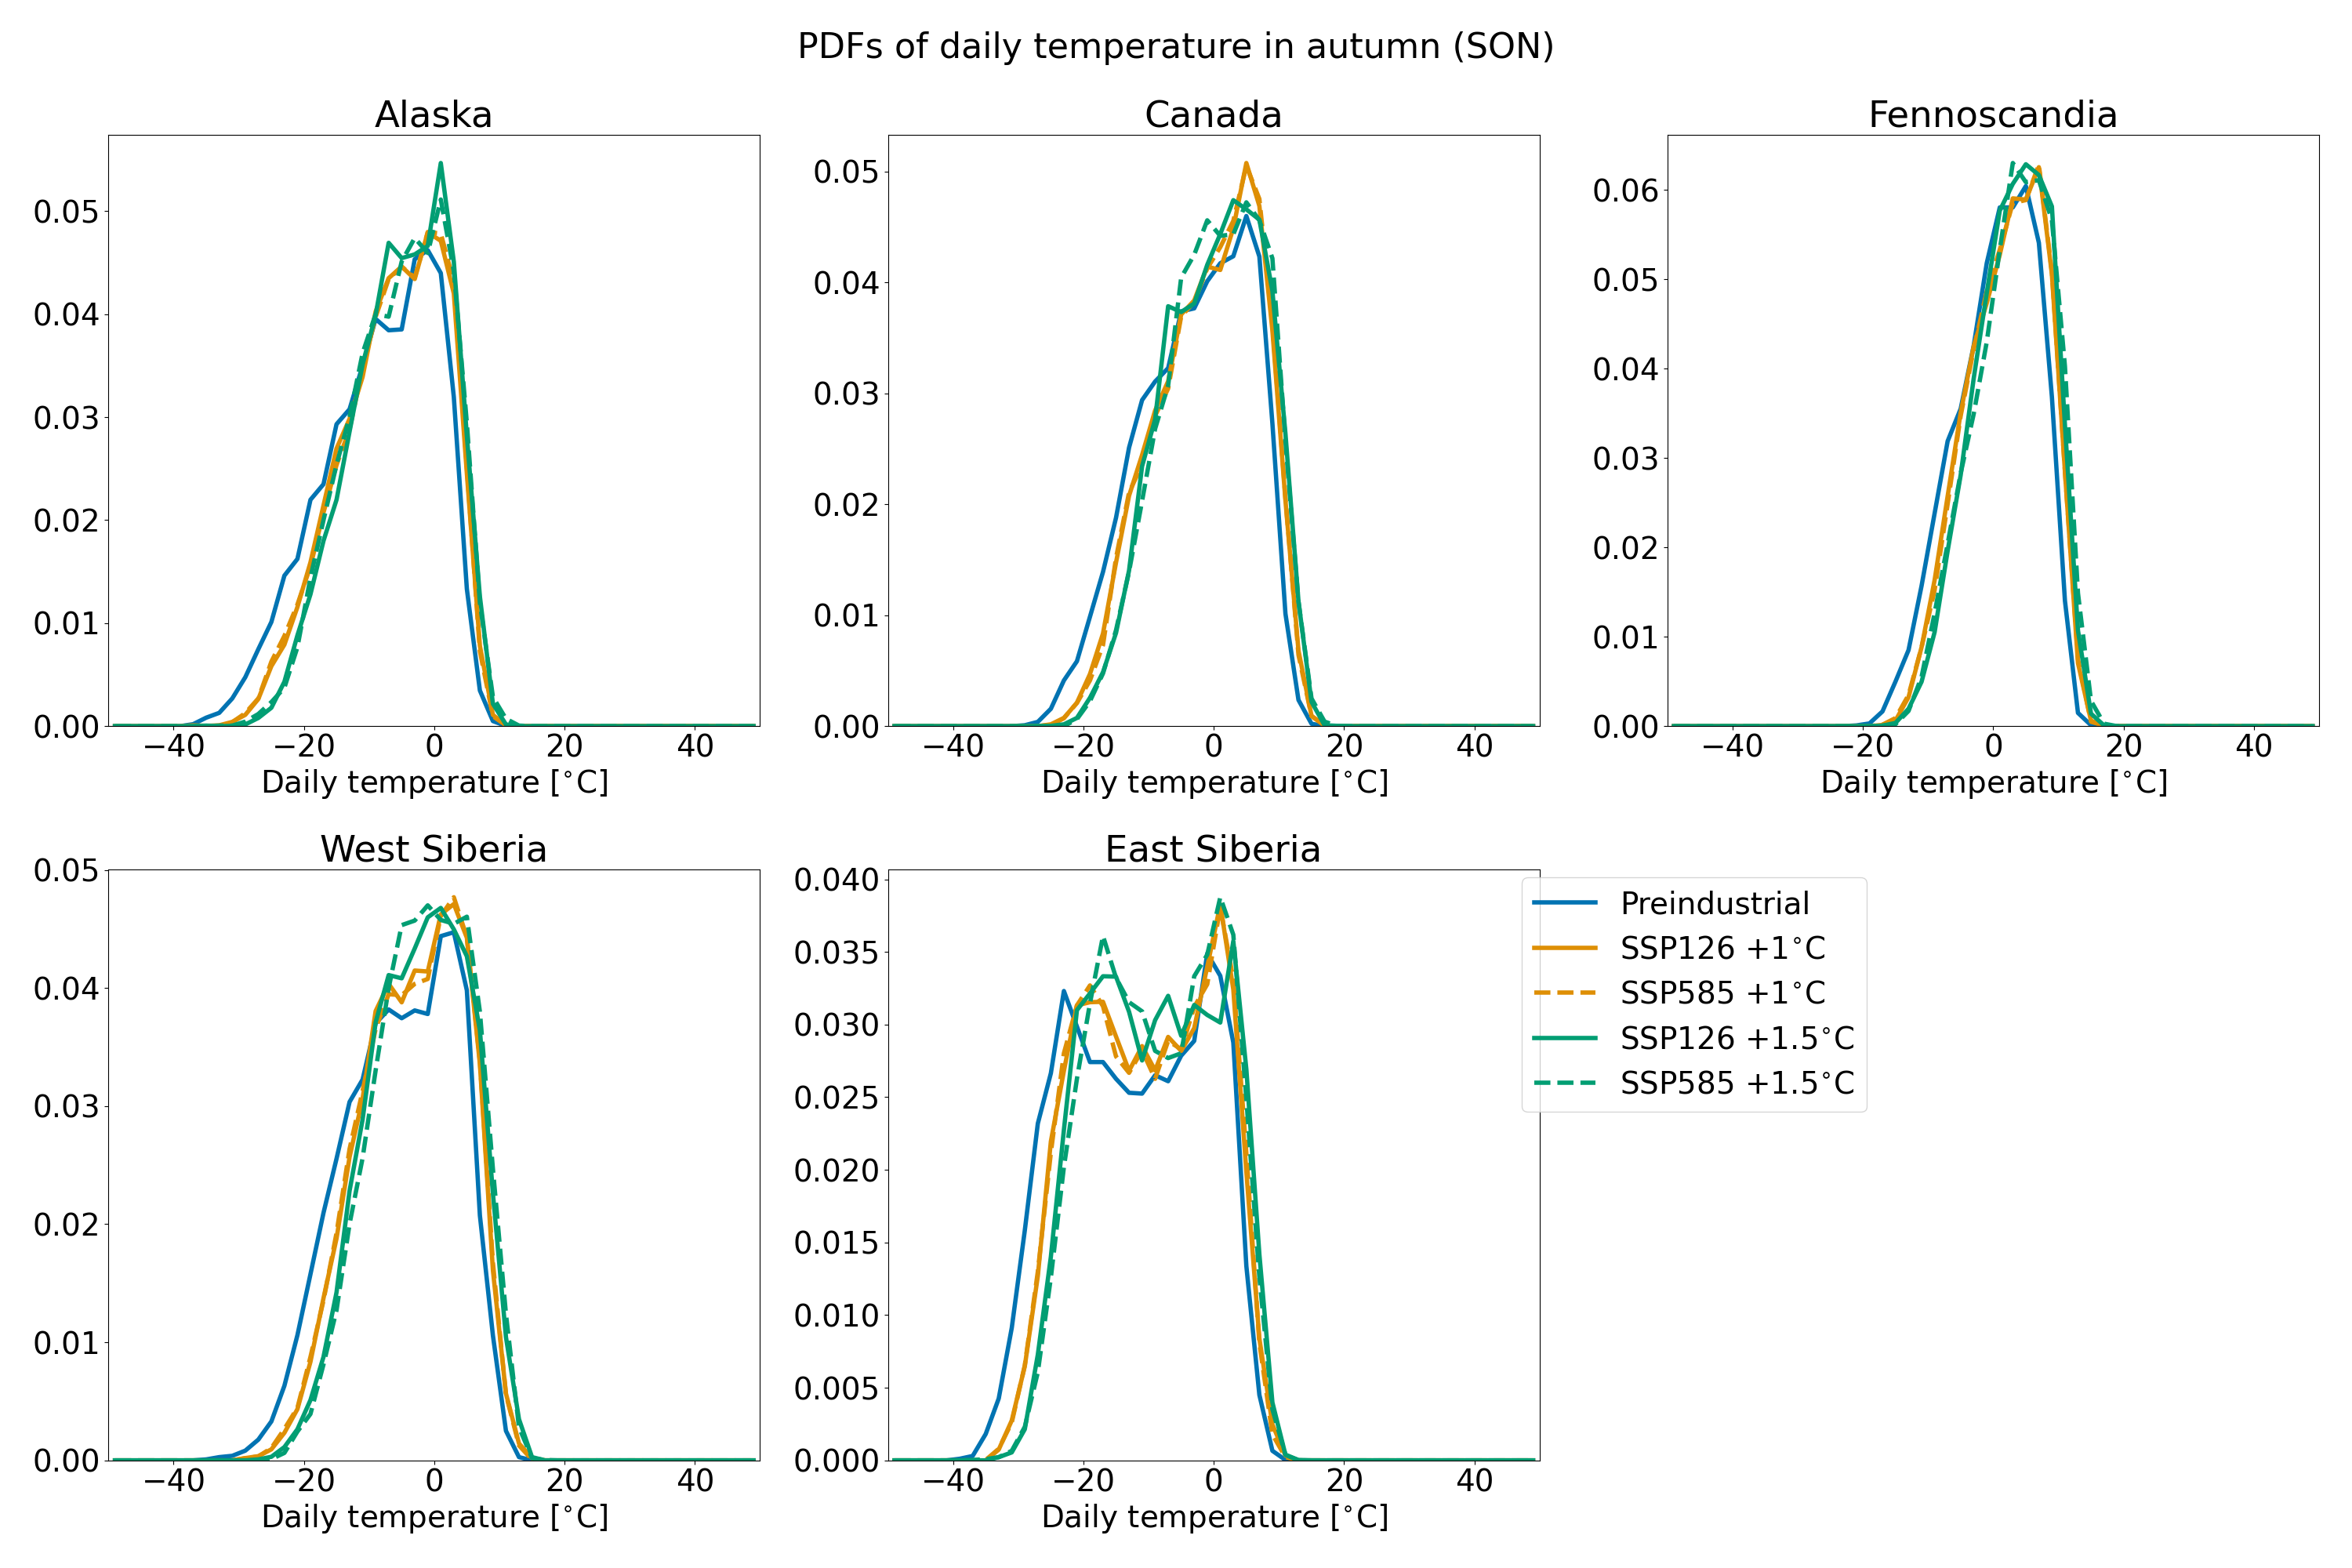 PDFs of daily temperature in autumn (SON)
Alaska
0.05
0.04
0.03
0.02
0.01
0.00
−40 −20 0 20 40
Daily temperature [°C]
Canada
0.05
0.04
0.03
0.02
0.01
0.00
−40 −20 0 20 40
Daily temperature [°C]
Fennoscandia
0.06
0.05
0.04
0.03
0.02
0.01
0.00
−40 −20 0 20 40
Daily temperature [°C]
West Siberia
0.05
0.04
0.03
0.02
0.01
0.00
−40 −20 0 20 40
Daily temperature [°C]
East Siberia
0.040
0.035
0.030
0.025
0.020
0.015
0.010
0.005
0.000
−40 −20 0 20 40
Daily temperature [°C]
Preindustrial
SSP126 +1°C
SSP585 +1°C
SSP126 +1.5°C
SSP585 +1.5°C